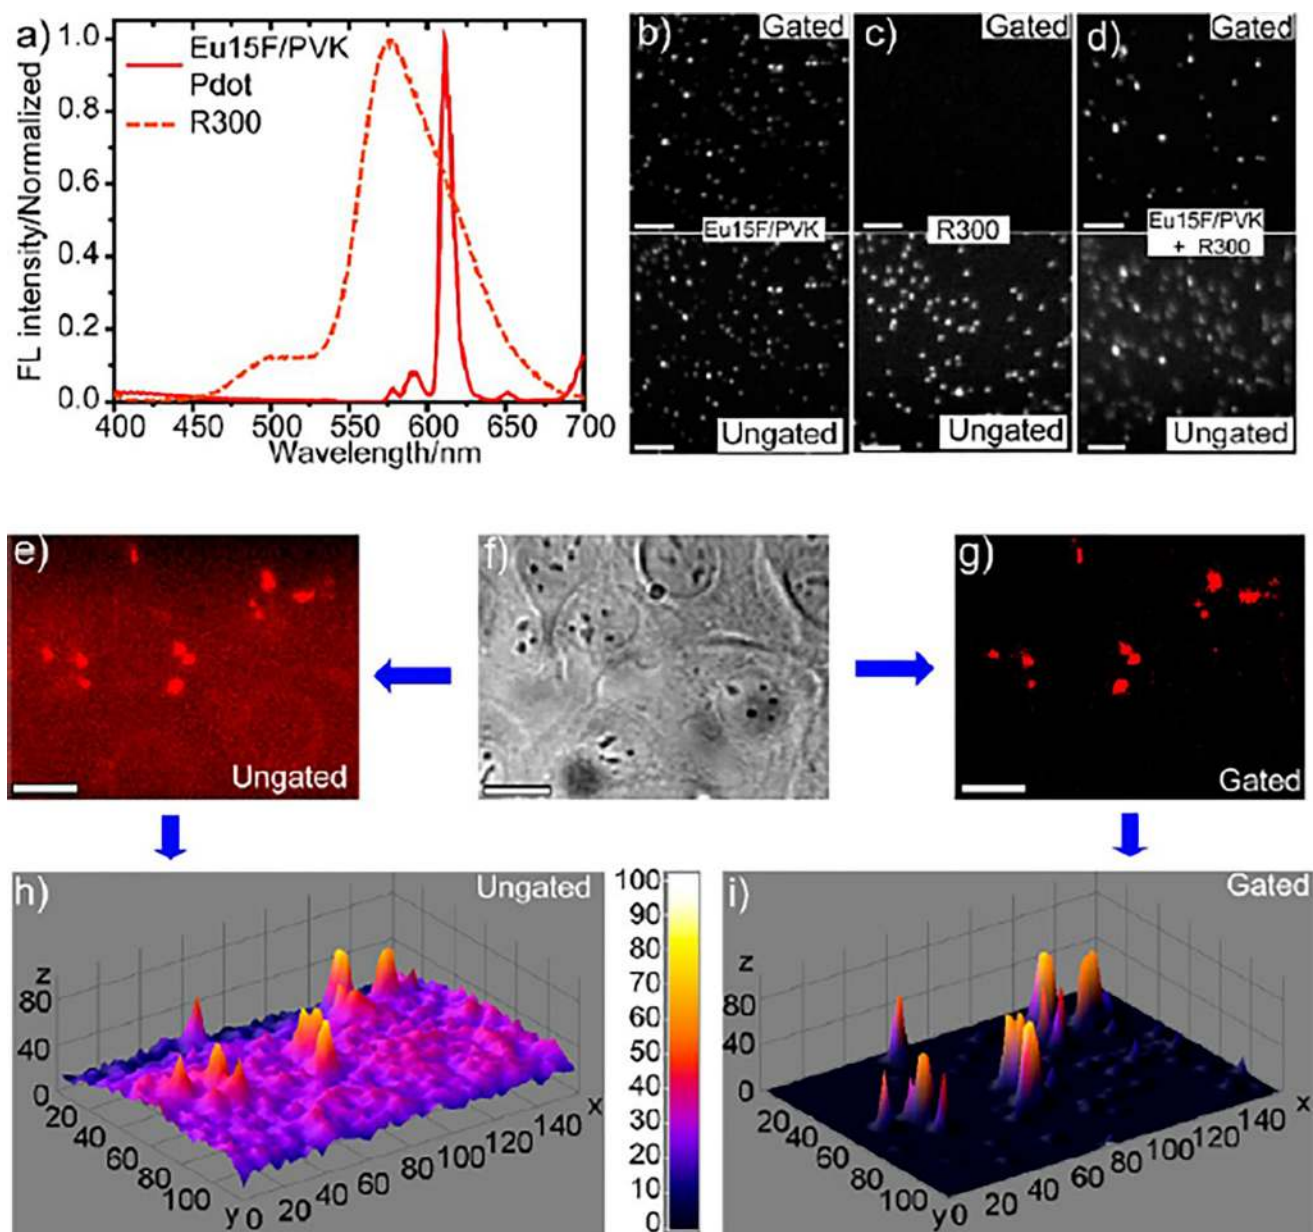 a)
Eu15F/PVK
Pdot
R300
FL intensity/Normalized
1.0
0.8
0.6
0.4
0.2
0.0
400 450 500 550 600 650 700
Wavelength/nm
b) Gated
c) Gated
d) Gated
Eu15F/PVK
R300
Eu15F/PVK
+ R300
Ungated
Ungated
Ungated
e)
Ungated
f)
g)
Gated
h)
Ungated
z
80
40
0
20
40
60
80
100
y
0 20 40 60 80 100 120 140
x
100
90
80
70
60
50
40
30
20
10
0
i)
Gated
z
80
40
0
20
40
60
80
100
y
0 20 40 60 80 100 120 140
x